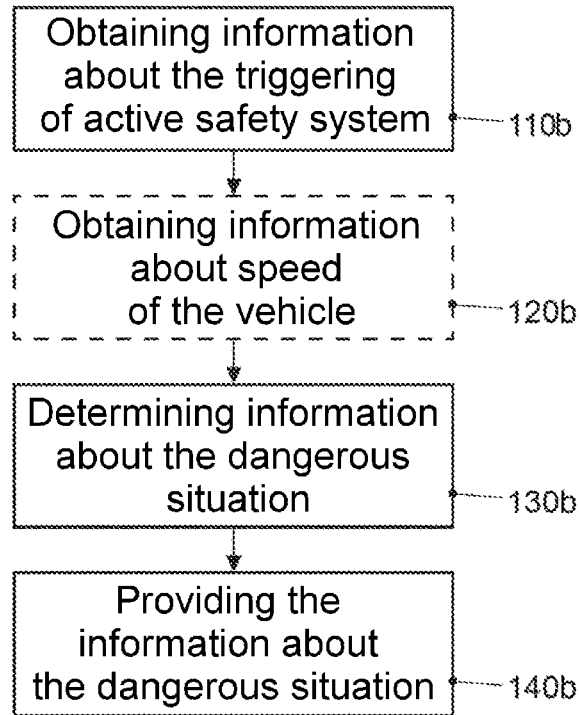 Obtaining information
about the triggering
of active safety system
110b
Obtaining information
about speed
of the vehicle
120b
Determining information
about the dangerous
situation
130b
Providing the
information about
the dangerous situation
140b